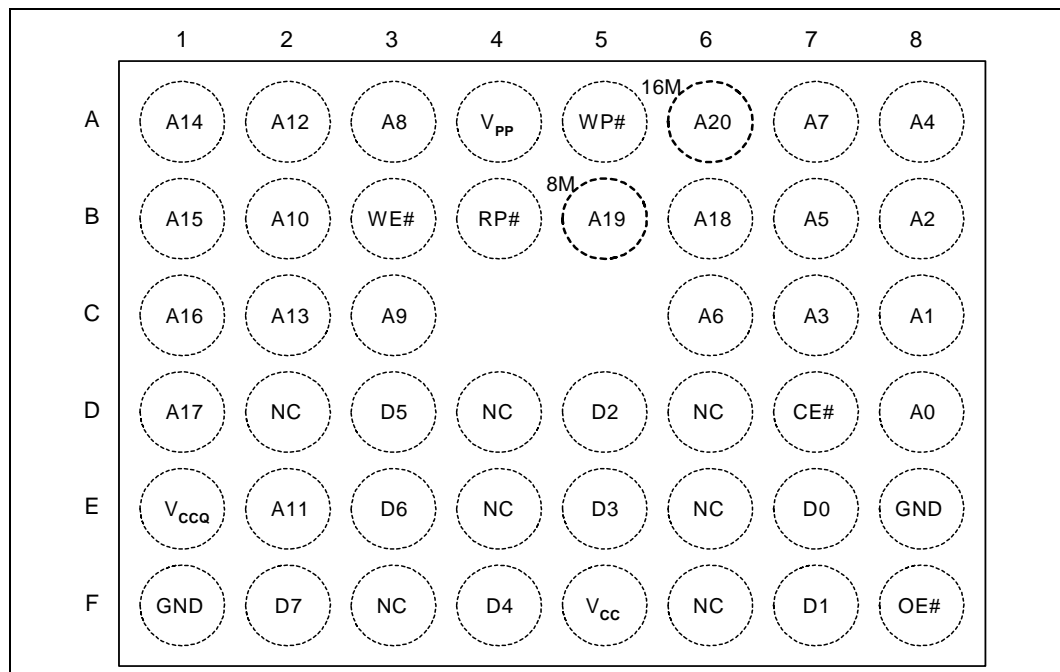 1 2 3 4 5 6 7 8
16M
A A14 A12 A8 VPP WP# A20 A7 A4
8M
B A15 A10 WE# RP# A19 A18 A5 A2
C A16 A13 A9 A6 A3 A1
D A17 NC D5 NC D2 NC CE# A0
E VCCQ A11 D6 NC D3 NC D0 GND
F GND D7 NC D4 VCC NC D1 OE#